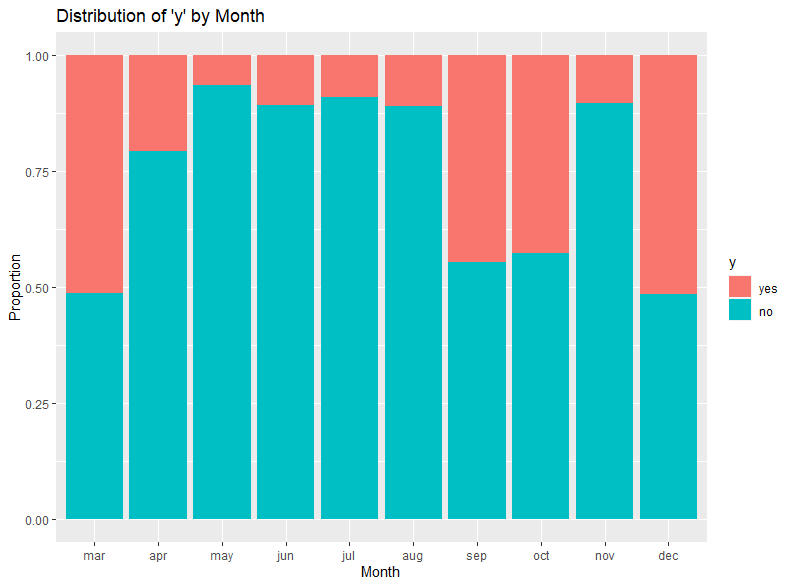 Distribution of 'y' by Month
Proportion
1.00
0.75
0.50
0.25
0.00
mar apr may jun jul aug sep oct nov dec
Month
y
yes
no